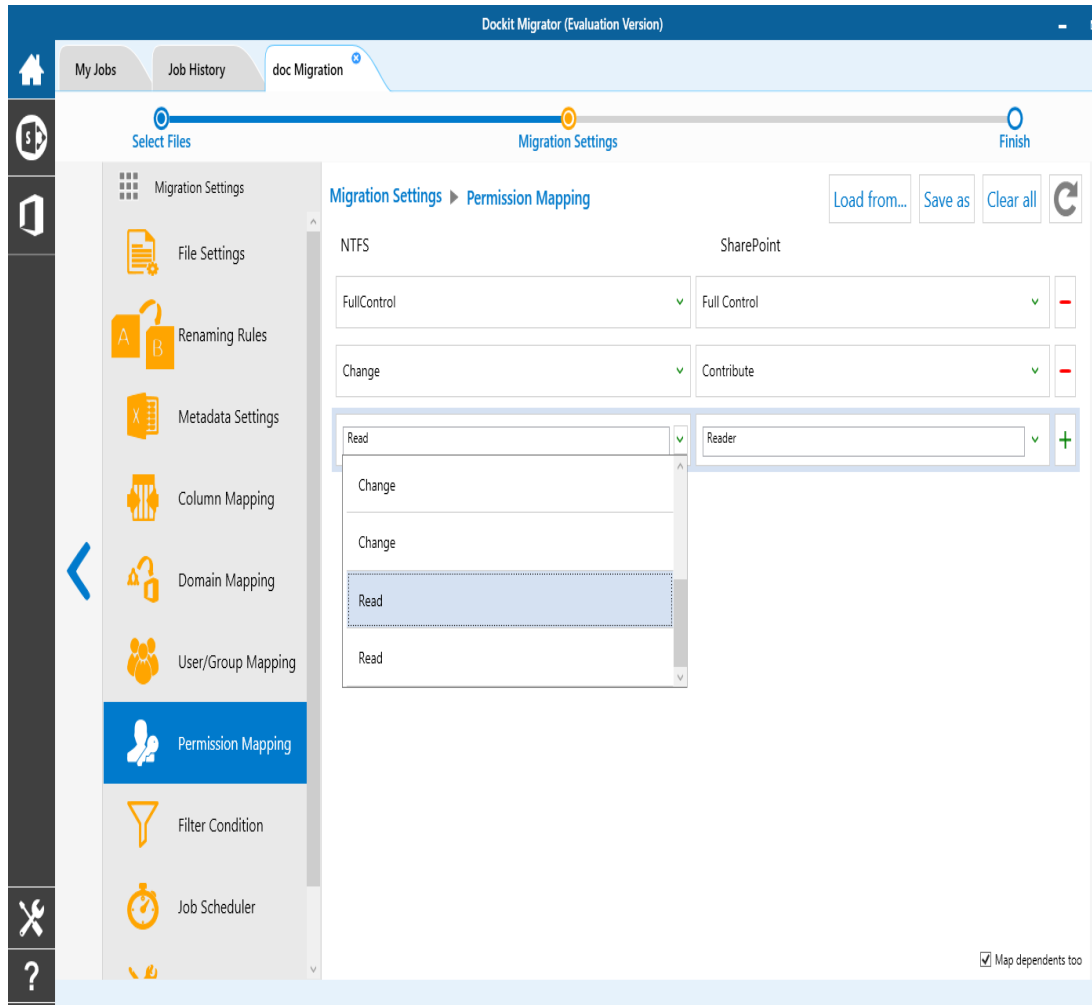 Dockit Migrator (Evaluation Version)
My Jobs
Job History
doc Migration
Select Files
Migration Settings
Finish
Migration Settings
File Settings
A
B
Renaming Rules
X
Metadata Settings
Column Mapping
Domain Mapping
User/Group Mapping
Permission Mapping
Filter Condition
Job Scheduler
Migration Settings Permission Mapping
Load from...
Save as
Clear all
NTFS
SharePoint
FullControl
Full Control
Change
Contribute
Read
Reader
Change
Change
Read
Read
Map dependents too
S
?